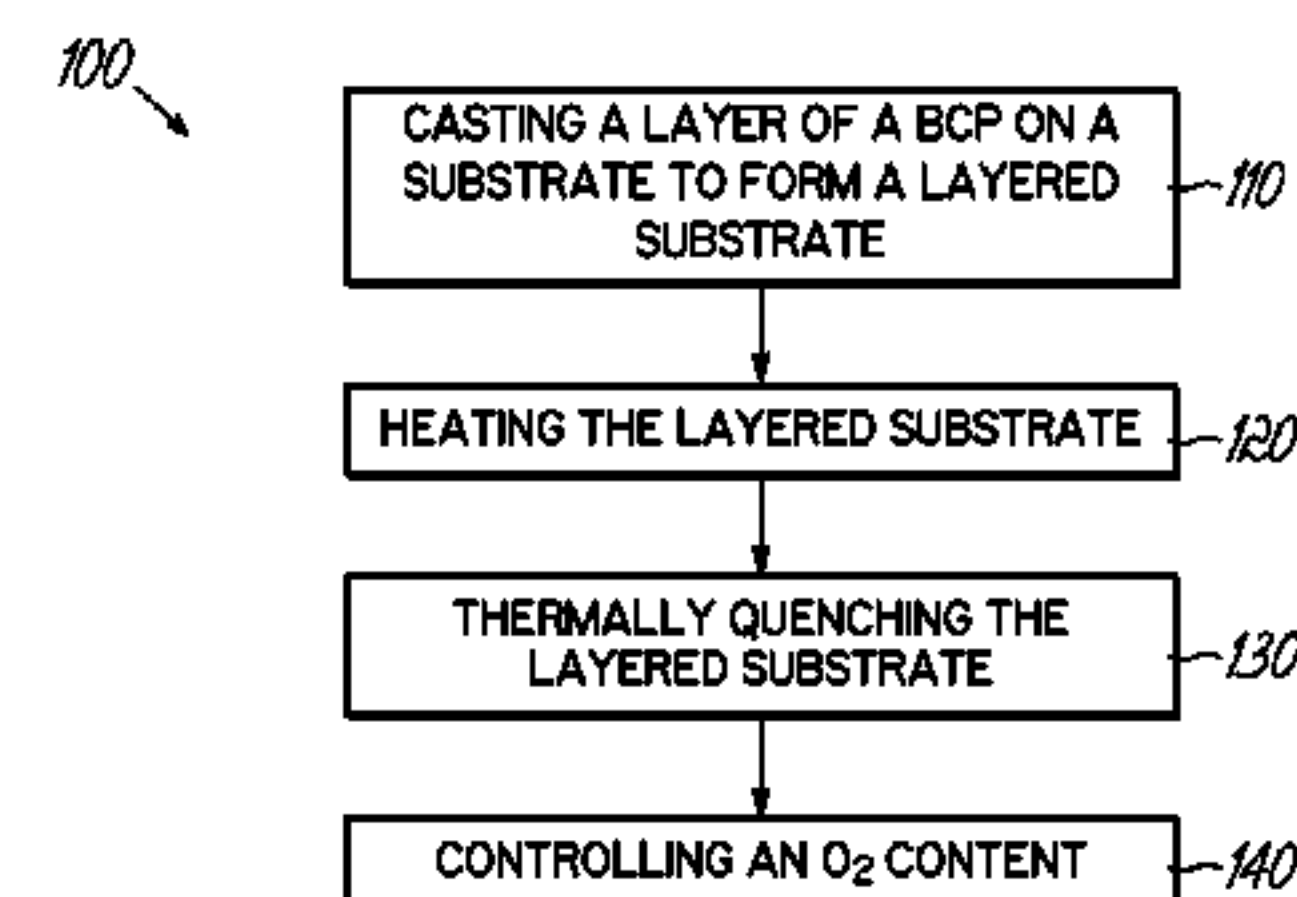 100
CASTING A LAYER OF A BCP ON A
SUBSTRATE TO FORM A LAYERED
SUBSTRATE
110
HEATING THE LAYERED SUBSTRATE
120
THERMALLY QUENCHING THE
LAYERED SUBSTRATE
130
CONTROLLING AN O₂ CONTENT
140